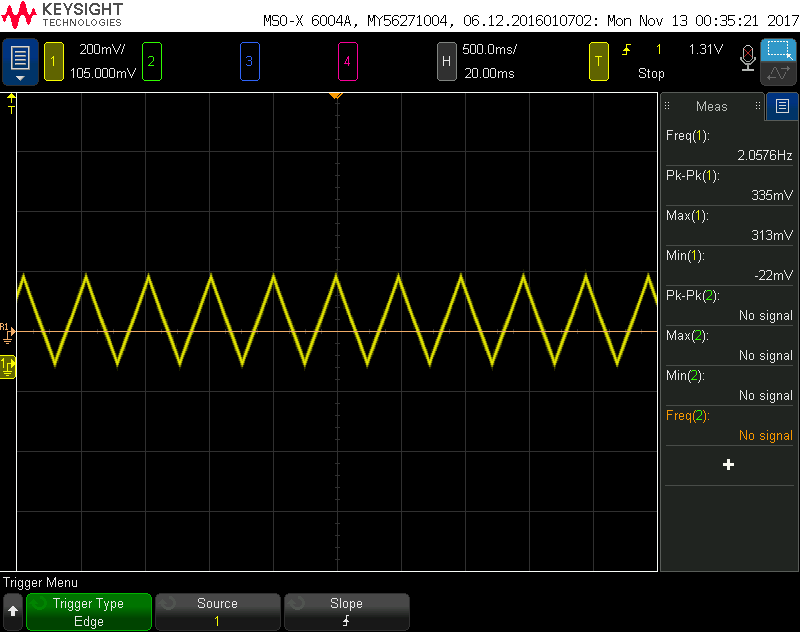 KEYSIGHT
TECHNOLOGIES
MSO-X 6004A, MY56271004, 06.12.2016010702: Mon Nov 13 00:35:21 2017
1
200mV/
105.000mV
2
3
4
H
500.0ms/
20.00ms
T
1
1.31V
Stop
T
R1
1
Meas
Freq(1):
2.0576Hz
Pk-Pk(1):
335mV
Max(1):
313mV
Min(1):
-22mV
Pk-Pk(2):
No signal
Max(2):
No signal
Min(2):
No signal
Freq(2):
No signal
Trigger Menu
Trigger Type
Edge
Source
1
Slope